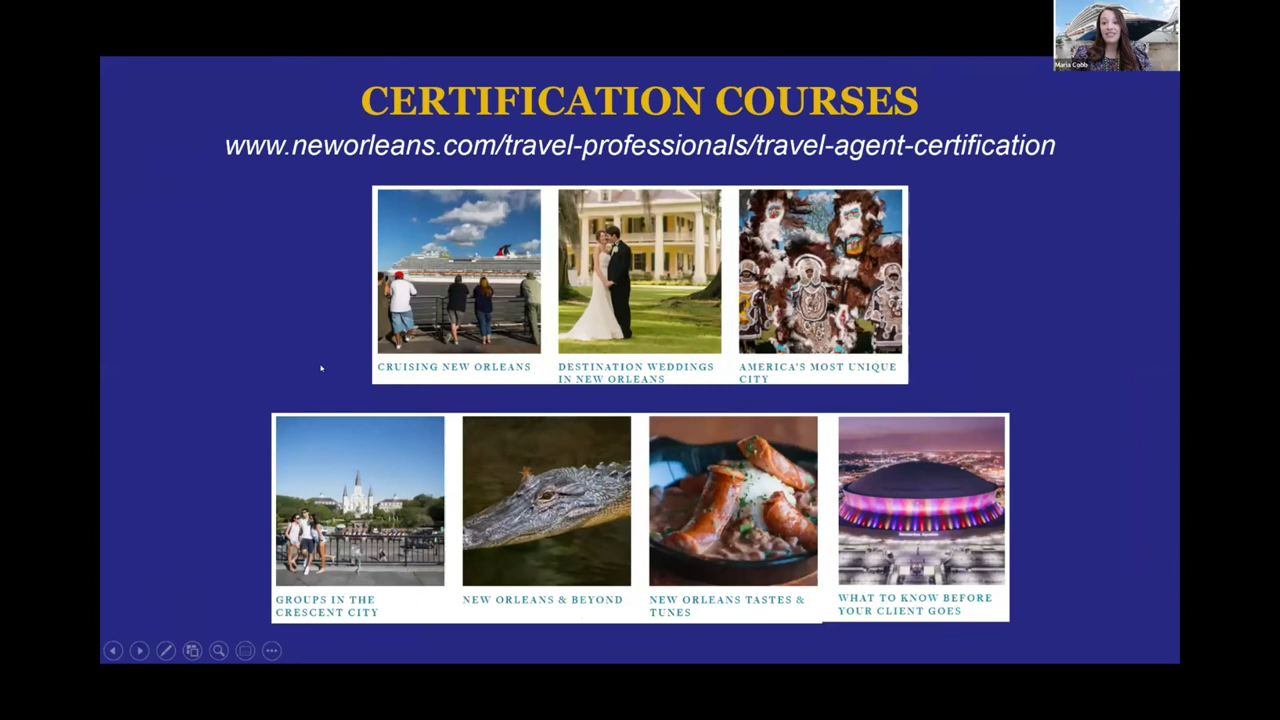 Maria Cobb
CERTIFICATION COURSES
www.neworleans.com/travel-professionals/travel-agent-certification
CRUISING NEW ORLEANS
DESTINATION WEDDINGS
IN NEW ORLEANS
AMERICA'S MOST UNIQUE
CITY
GROUPS IN THE
CRESCENT CITY
NEW ORLEANS & BEYOND
NEW ORLEANS TASTES &
TUNES
WHAT TO KNOW BEFORE
YOUR CLIENT GOES